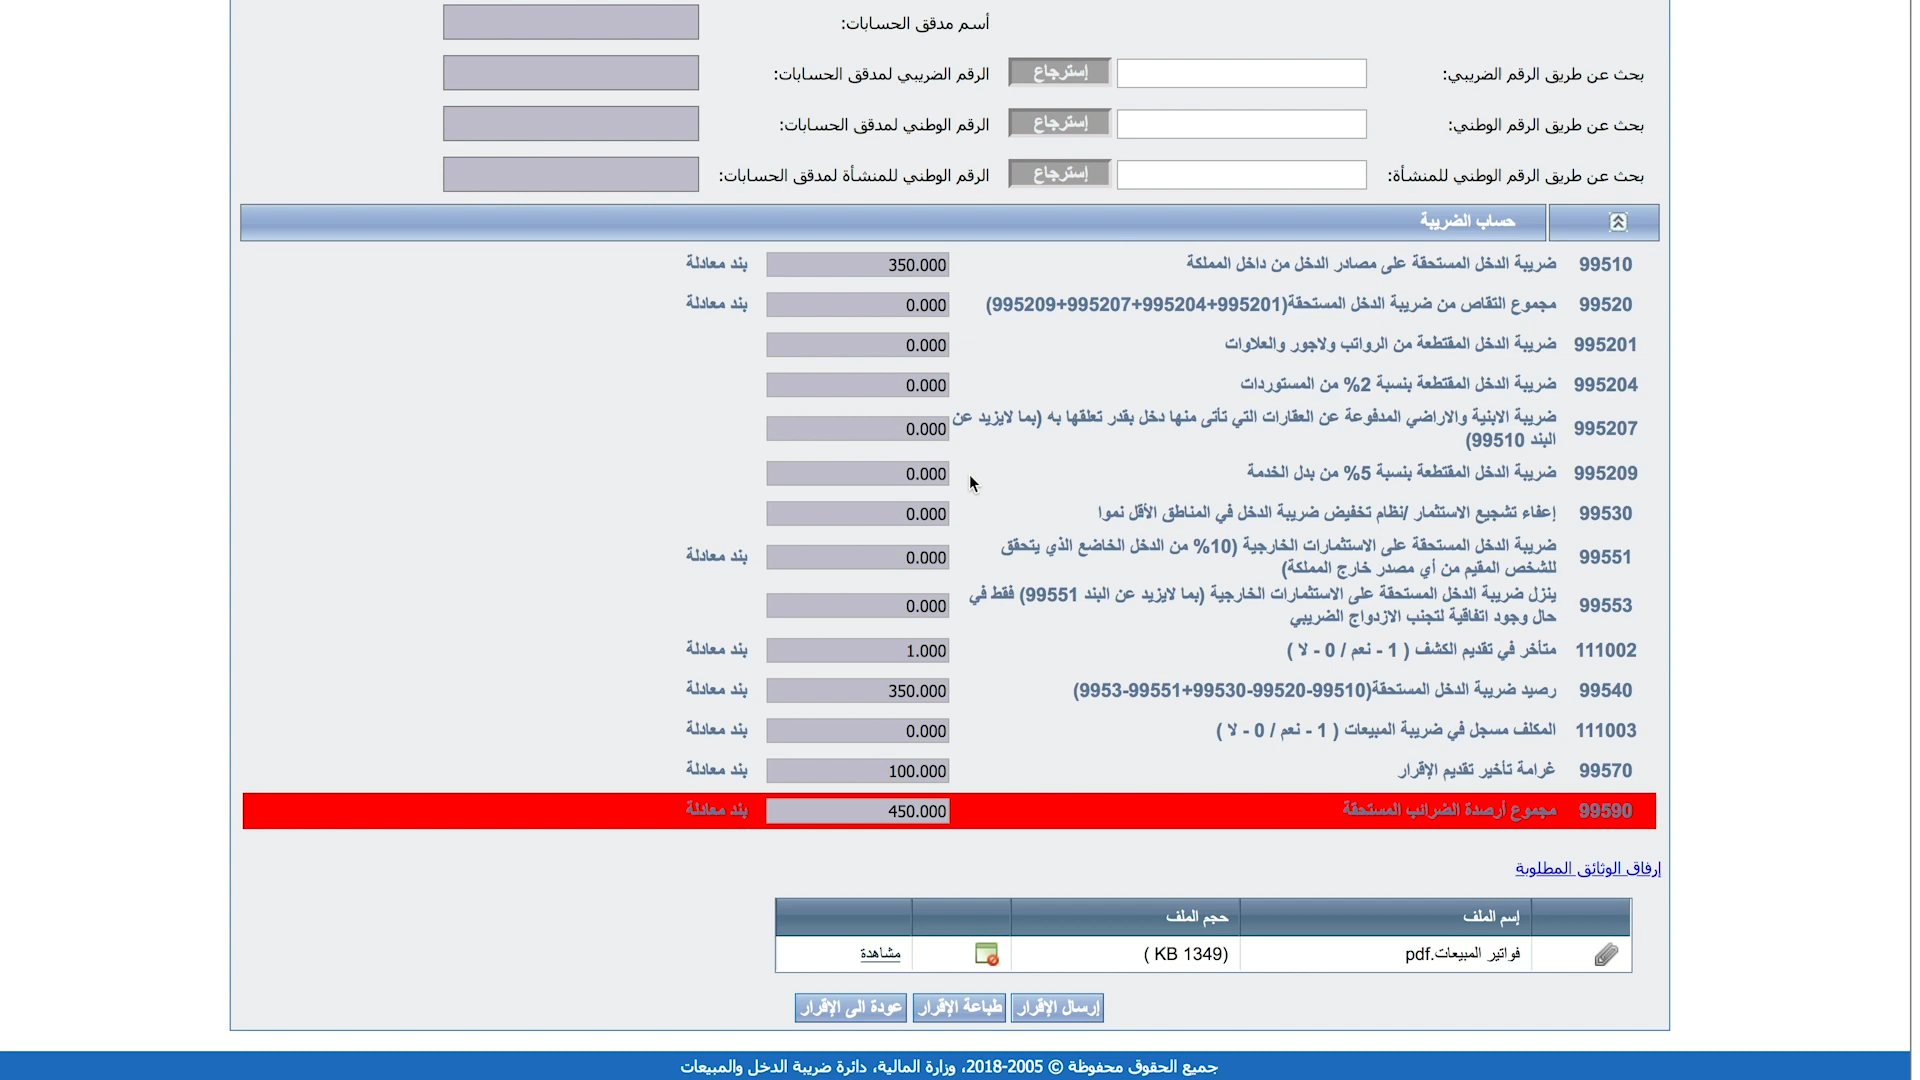 أسم مدقق الحسابات:
بحث عن طريق الرقم الضريبي: إسترجاع الرقم الضريبي لمدقق الحسابات:
بحث عن طريق الرقم الوطني: إسترجاع الرقم الوطني لمدقق الحسابات:
بحث عن طريق الرقم الوطني للمنشأة: إسترجاع الرقم الوطني للمنشأة لمدقق الحسابات:
حساب الضريبة
99510 ضريبة الدخل المستحقة على مصادر الدخل من داخل المملكة 350.000 بند معادلة
99520 مجموع التقاص من ضريبة الدخل المستحقة(995201+995204+995207+995209) 0.000 بند معادلة
995201 ضريبة الدخل المقتطعة من الرواتب ولاجور والعلاوات 0.000
995204 ضريبة الدخل المقتطعة بنسبة 2% من المستوردات 0.000
995207 ضريبة الابنية والاراضي المدفوعة عن العقارات التي تأتى منها دخل بقدر تعلقها به (بما لايزيد عن 0.000
البند 99510)
995209 ضريبة الدخل المقتطعة بنسبة 5% من بدل الخدمة 0.000
99530 إعفاء تشجيع الاستثمار /نظام تخفيض ضريبة الدخل في المناطق الأقل نموا 0.000
99551 ضريبة الدخل المستحقة على الاستثمارات الخارجية (10% من الدخل الخاضع الذي يتحقق 0.000 بند معادلة
للشخص المقيم من أي مصدر خارج المملكة)
99553 ينزل ضريبة الدخل المستحقة على الاستثمارات الخارجية (بما لايزيد عن البند 99551) فقط في 0.000
حال وجود اتفاقية لتجنب الازدواج الضريبي
111002 متأخر في تقديم الكشف ( 1 - نعم / 0 - لا ) 1.000 بند معادلة
99540 رصيد ضريبة الدخل المستحقة(99510-99520-99530+99551-9953) 350.000 بند معادلة
111003 المكلف مسجل في ضريبة المبيعات ( 1 - نعم / 0 - لا ) 0.000 بند معادلة
99570 غرامة تأخير تقديم الإقرار 100.000 بند معادلة
99590 مجموع أرصدة الضرائب المستحقة 450.000 بند معادلة
إرفاق الوثائق المطلوبة
إسم الملف حجم الملف
فواتير المبيعات.pdf (1349 KB ) مشاهدة
إرسال الإقرار طباعة الإقرار عودة الى الإقرار
جميع الحقوق محفوظة © 2005-2018، وزارة المالية، دائرة ضريبة الدخل والمبيعات